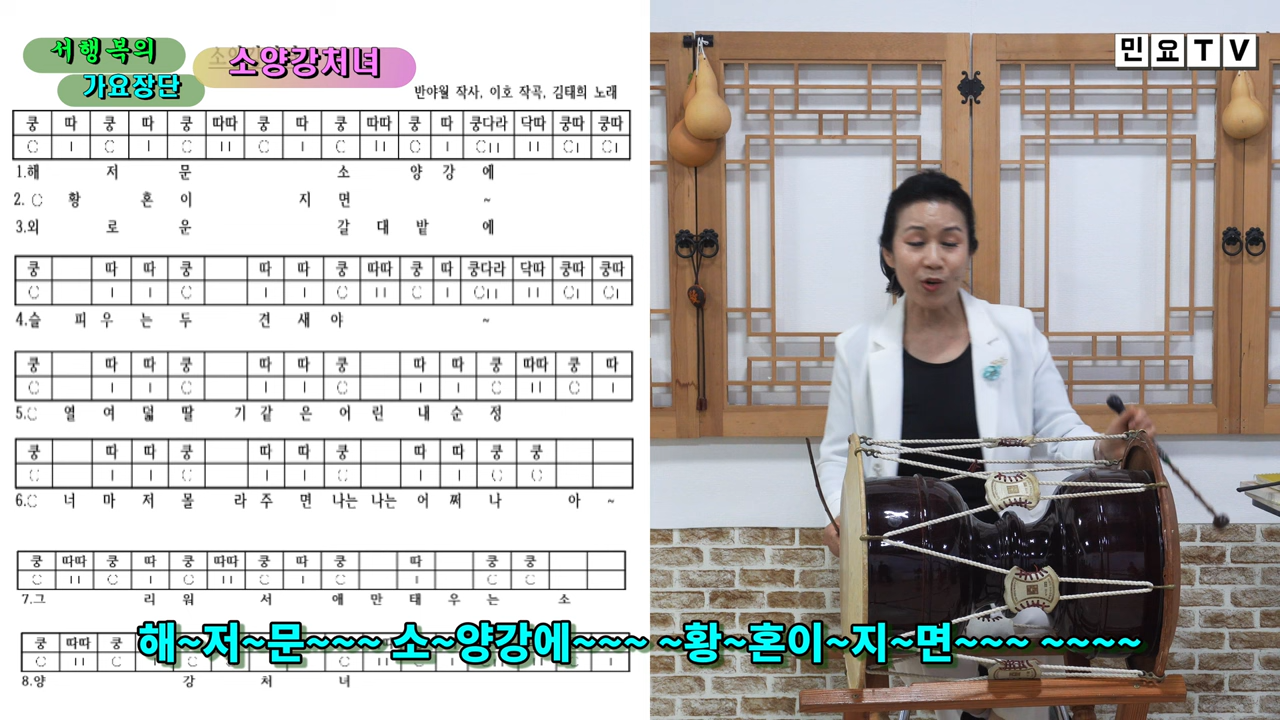 서행복의
가요장단
소양강처녀
민요TV
반야월 작사, 이호 작곡, 김태희 노래
쿵 따 쿵 따 쿵 따따 쿵 따 쿵 따따 쿵 따 쿵다라 닥따 쿵따 쿵따
1.해 저 문 소 양 강 에
2. 황 혼 이 지 면 ~
3.외 로 운 갈 대 밭 에
쿵 따 따 쿵 따 따 쿵 따따 쿵 따 쿵다라 닥따 쿵따 쿵따
4.슬 피 우 는 두 견 새 야 ~
쿵 따 따 쿵 따 따 쿵 따 따 쿵 따따 쿵 따
5. 열 여 덟 딸 기 같 은 어 린 내 순 정
쿵 따 따 쿵 따 따 쿵 따 따 쿵 쿵
6. 너 마 저 몰 라 주 면 나는 나는 어 쩌 나 아 ~
쿵 따따 쿵 따 쿵 따따 쿵 따 쿵 따 쿵 쿵
7.그 리 워 서 애 만 태 우 는 소
쿵 따따 쿵
해~저~문~~~ 소~양강에~~~ ~황~혼이~지~면~~~ ~~~~
8.양 강 처 녀